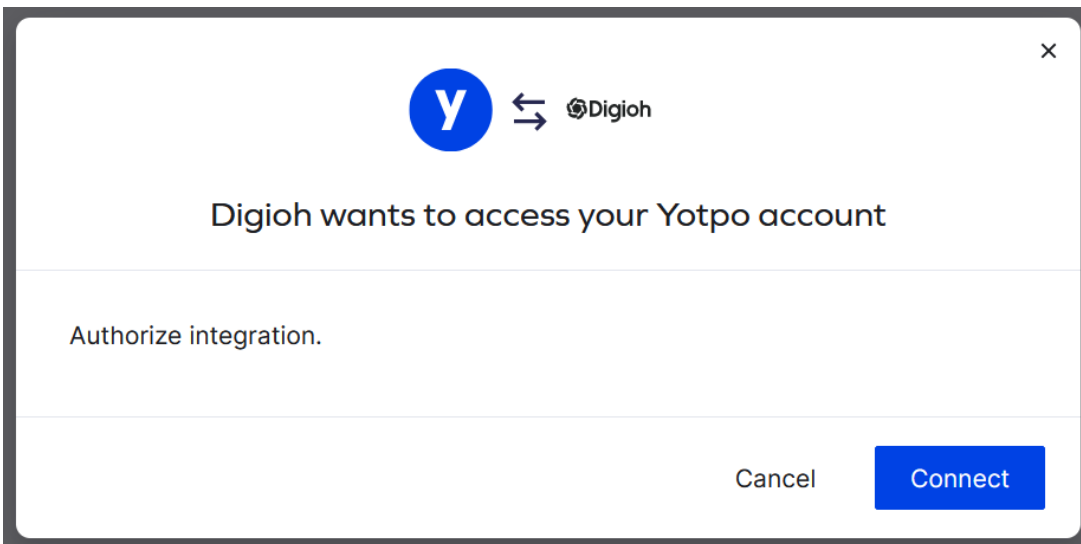 y Digioh
Digioh wants to access your Yotpo account
Authorize integration.
Cancel Connect